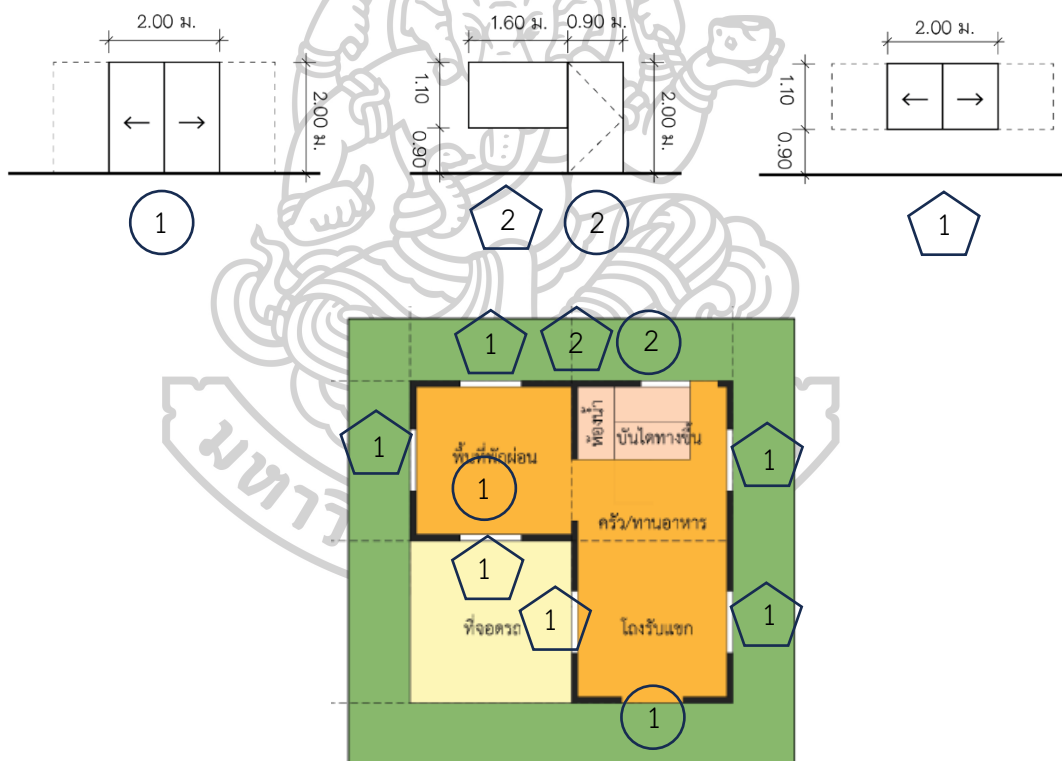 2.00 ม.
2.00 ม.
1
1.60 ม.
0.90 ม.
1.10
0.90
2.00 ม.
2
2
2.00 ม.
1.10
0.90
1
1
2
2
1
ห้องน้ำ
บันไดทางขึ้น
1
พื้นที่พักผ่อน
1
ครัว/ทานอาหาร
1
1
1
ที่จอดรถ
โถงรับแขก
1
มหาวิ